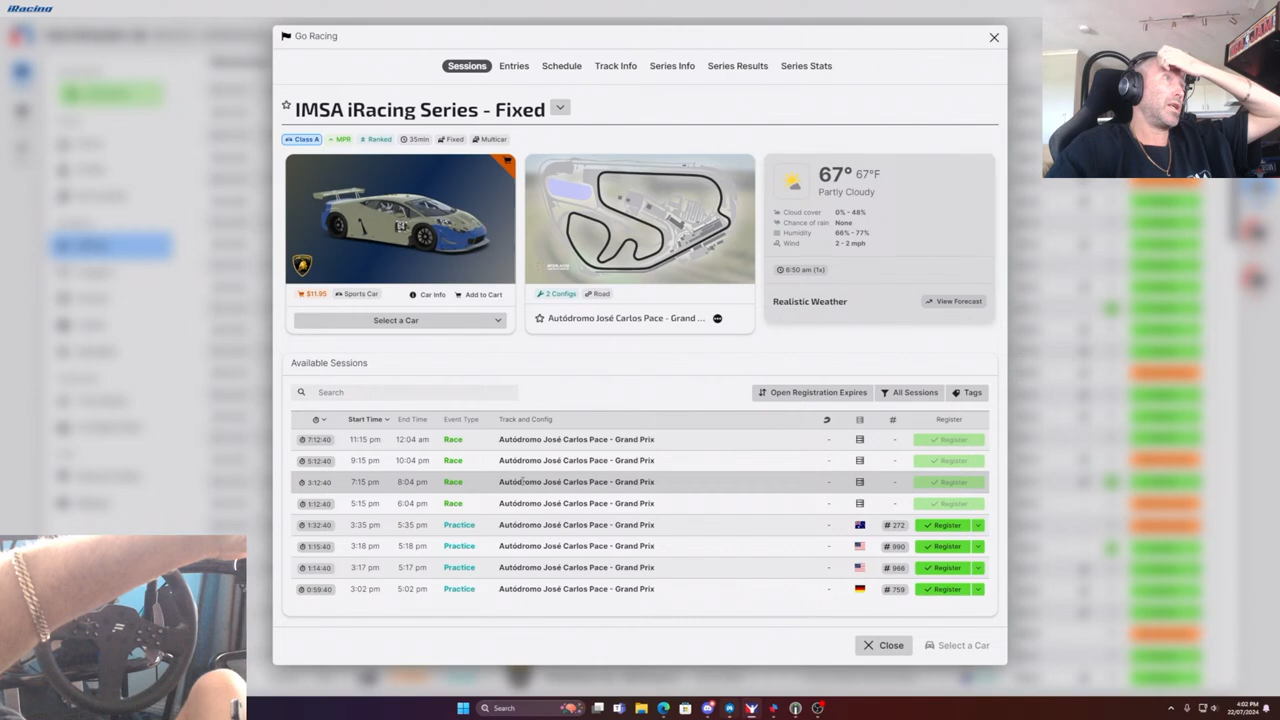 iRacing
Go Racing
Sessions Entries Schedule Track Info Series Info Series Results Series Stats
IMSA iRacing Series - Fixed
Class A MPR Ranked 35min Fixed Multicar
67° 67°F
Partly Cloudy
Cloud cover 0% - 48%
Chance of rain None
Humidity 66% - 77%
Wind 2 - 2 mph
6:50 am (1x)
Realistic Weather View Forecast
$11.95 Sports Car Car Info Add to Cart
Select a Car
2 Configs Road
Autódromo José Carlos Pace - Grand ...
Available Sessions
Search
Open Registration Expires All Sessions Tags
Start Time End Time Event Type Track and Config # Register
7:12:40 11:15 pm 12:04 am Race Autódromo José Carlos Pace - Grand Prix - - Register
5:12:40 9:15 pm 10:04 pm Race Autódromo José Carlos Pace - Grand Prix - - Register
3:12:40 7:15 pm 8:04 pm Race Autódromo José Carlos Pace - Grand Prix - - Register
1:12:40 5:15 pm 6:04 pm Race Autódromo José Carlos Pace - Grand Prix - - Register
1:32:40 3:35 pm 5:35 pm Practice Autódromo José Carlos Pace - Grand Prix - # 272 Register
1:15:40 3:18 pm 5:18 pm Practice Autódromo José Carlos Pace - Grand Prix - # 990 Register
1:14:40 3:17 pm 5:17 pm Practice Autódromo José Carlos Pace - Grand Prix - # 966 Register
0:59:40 3:02 pm 5:02 pm Practice Autódromo José Carlos Pace - Grand Prix - # 759 Register
Close Select a Car
Search
4:02 PM
22/07/2024